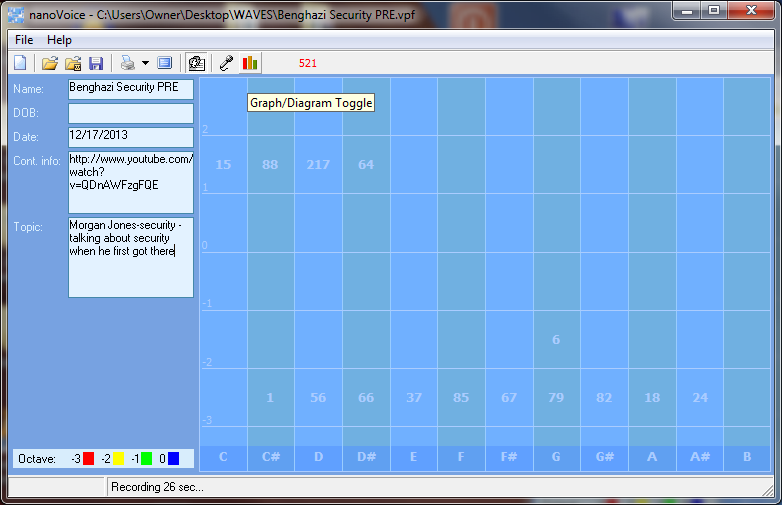 nanoVoice - C:\Users\Owner\Desktop\WAVES\Benghazi Security PRE.vpf
File Help
521
Name: Benghazi Security PRE
DOB:
Date: 12/17/2013
Cont. info: http://www.youtube.com/
watch?
v=QDnAWFzgFQE
Topic: Morgan Jones-security -
talking about security
when he first got there
Graph/Diagram Toggle
2
15 88 217 64
1
0
-1
6
-2
1 56 66 37 85 67 79 82 18 24
-3
C C# D D# E F F# G G# A A# B
Octave: -3 -2 -1 0
Recording 26 sec...